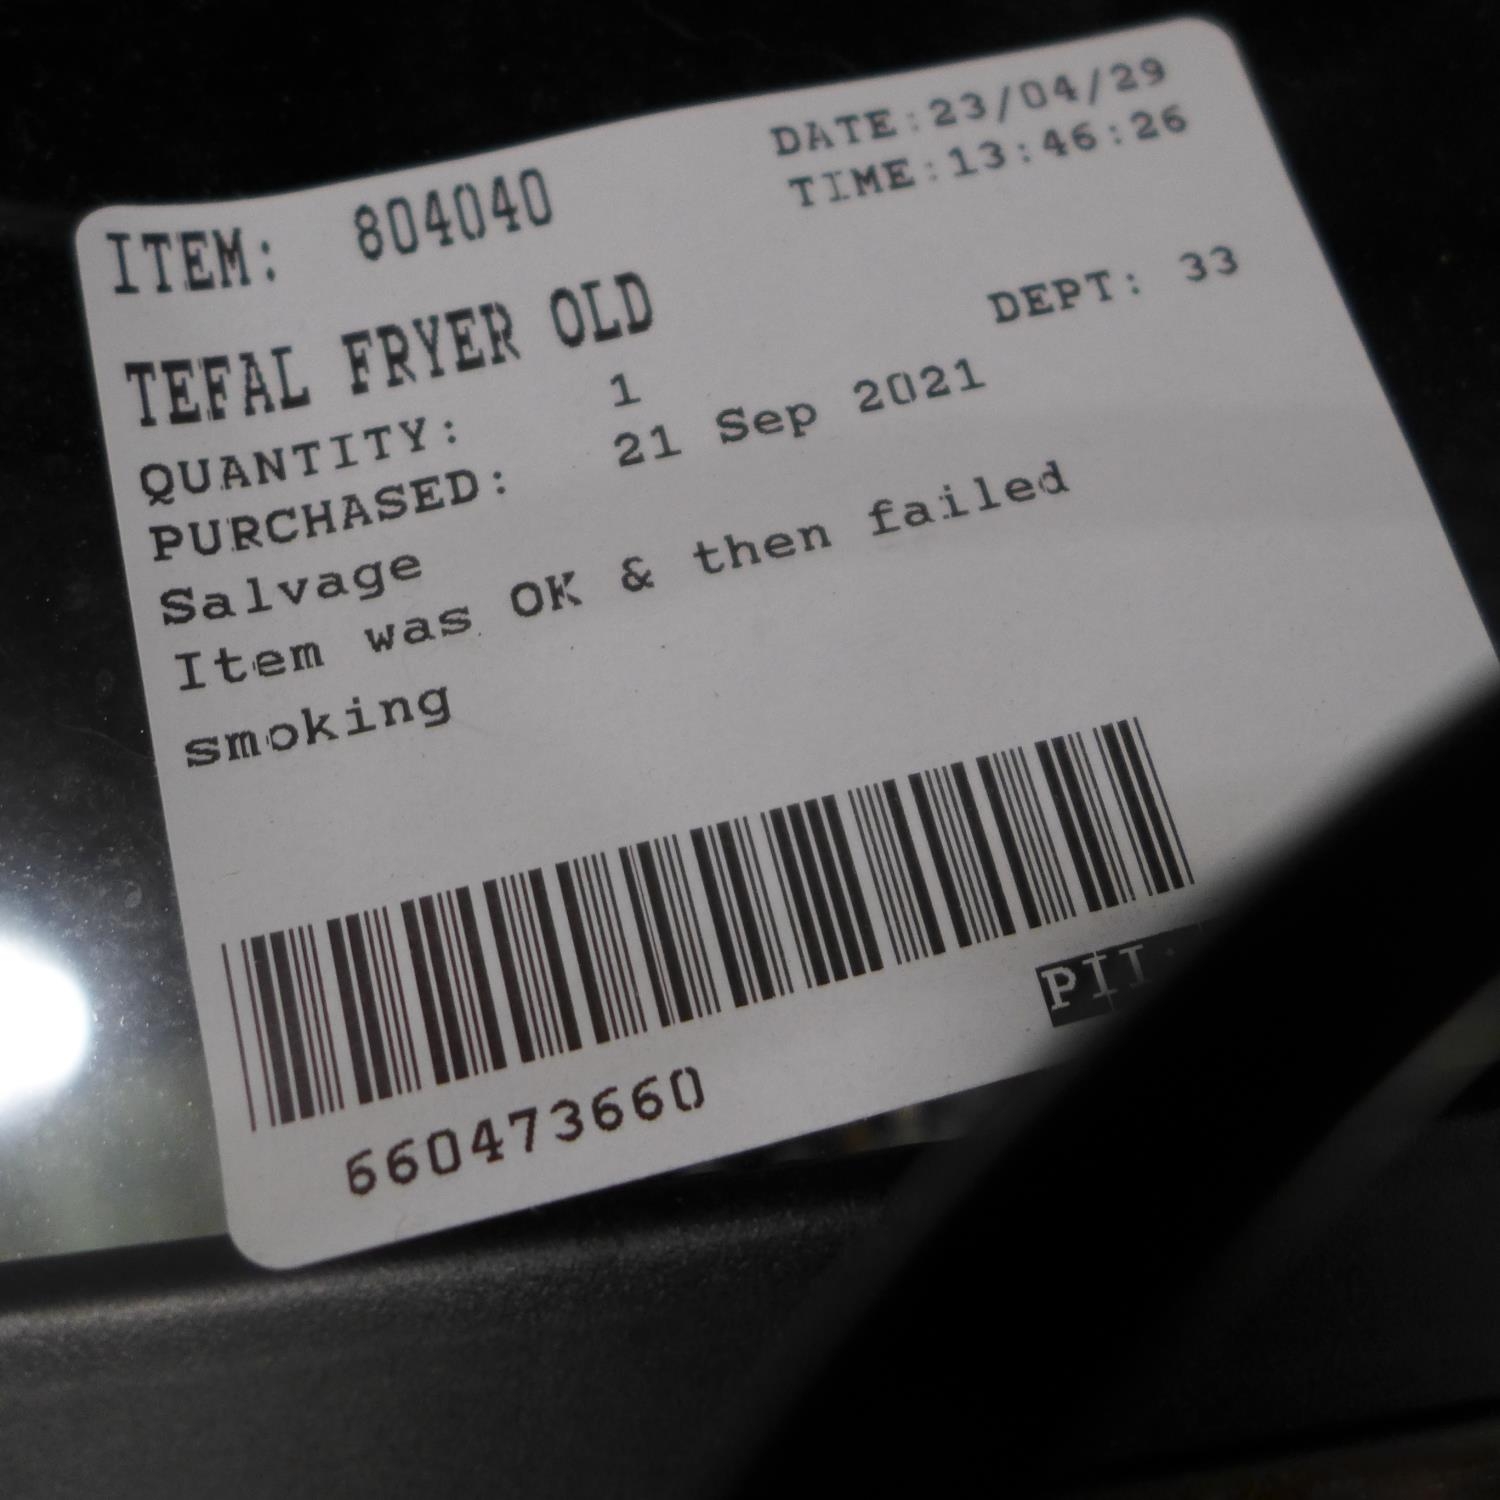 DATE:23/04/29
TIME:13:46:26
ITEM: 804040
DEPT: 33
TEFAL FRYER OLD
QUANTITY: 1
PURCHASED: 21 Sep 2021
Salvage
Item was OK & then failed
smoking
660473660